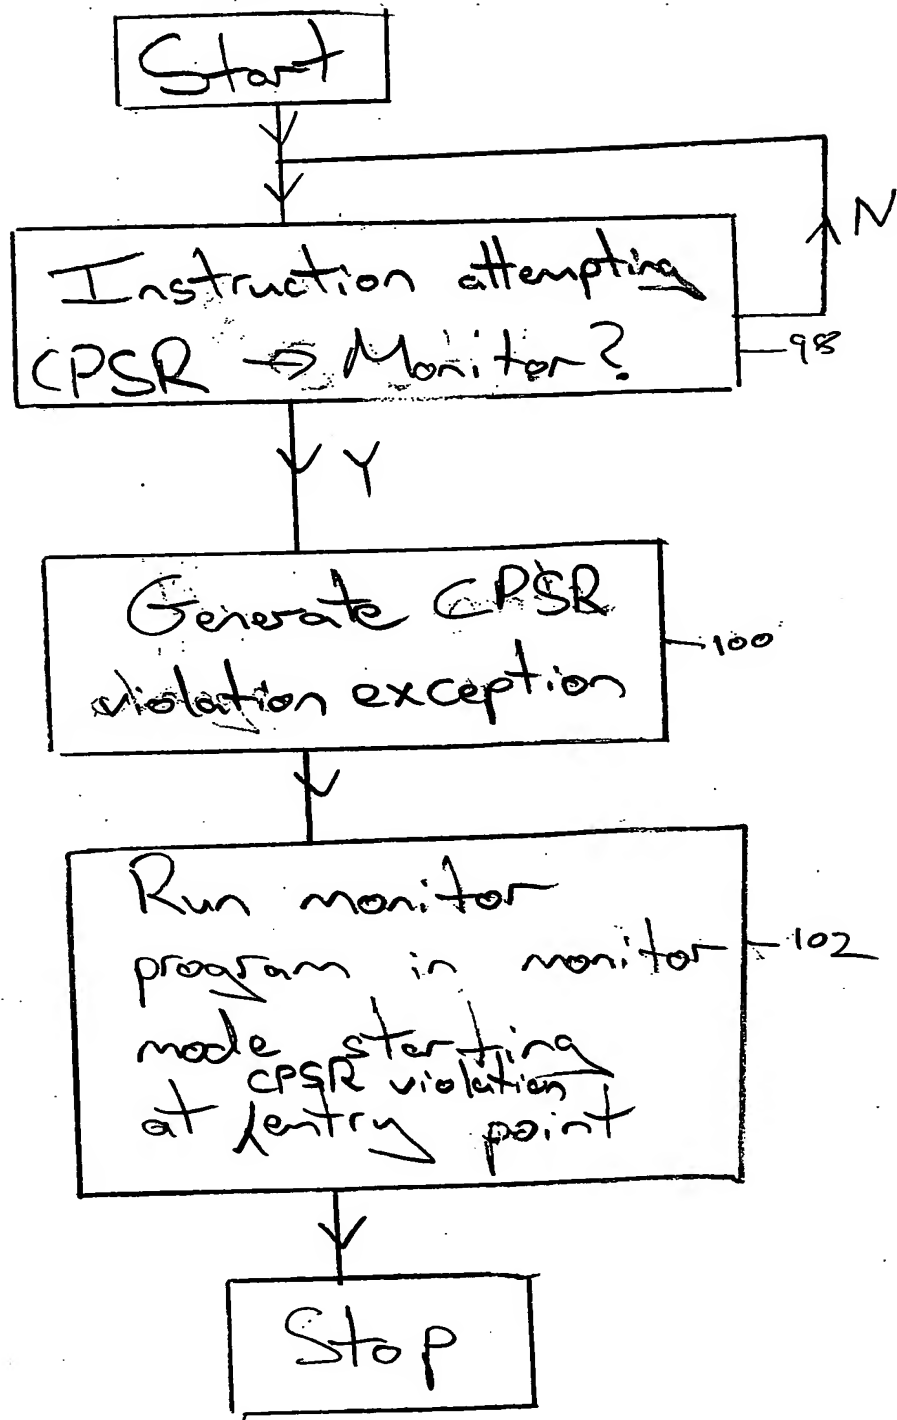 Start
N
Instruction attempting
CPSR → Monitor?
98
Y
Generate CPSR
violation exception
100
Run monitor
program in monitor
102
mode starting
CPSR violation
at entry point
Stop